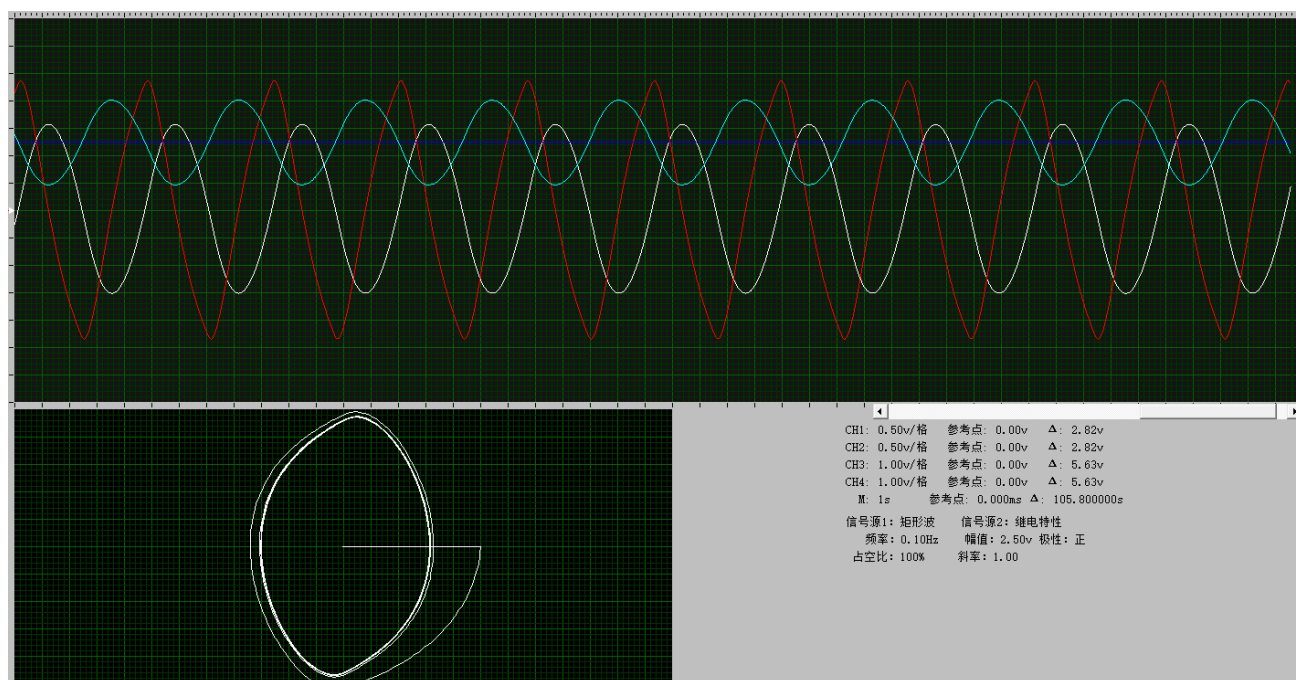 CH1: 0.50v/格 参考点: 0.00v Δ: 2.82v
CH2: 0.50v/格 参考点: 0.00v Δ: 2.82v
CH3: 1.00v/格 参考点: 0.00v Δ: 5.63v
CH4: 1.00v/格 参考点: 0.00v Δ: 5.63v
M: 1s 参考点: 0.000ms Δ: 105.800000s
信号源1: 矩形波 信号源2: 继电特性
频率: 0.10Hz 幅值: 2.50v 极性: 正
占空比: 100% 斜率: 1.00